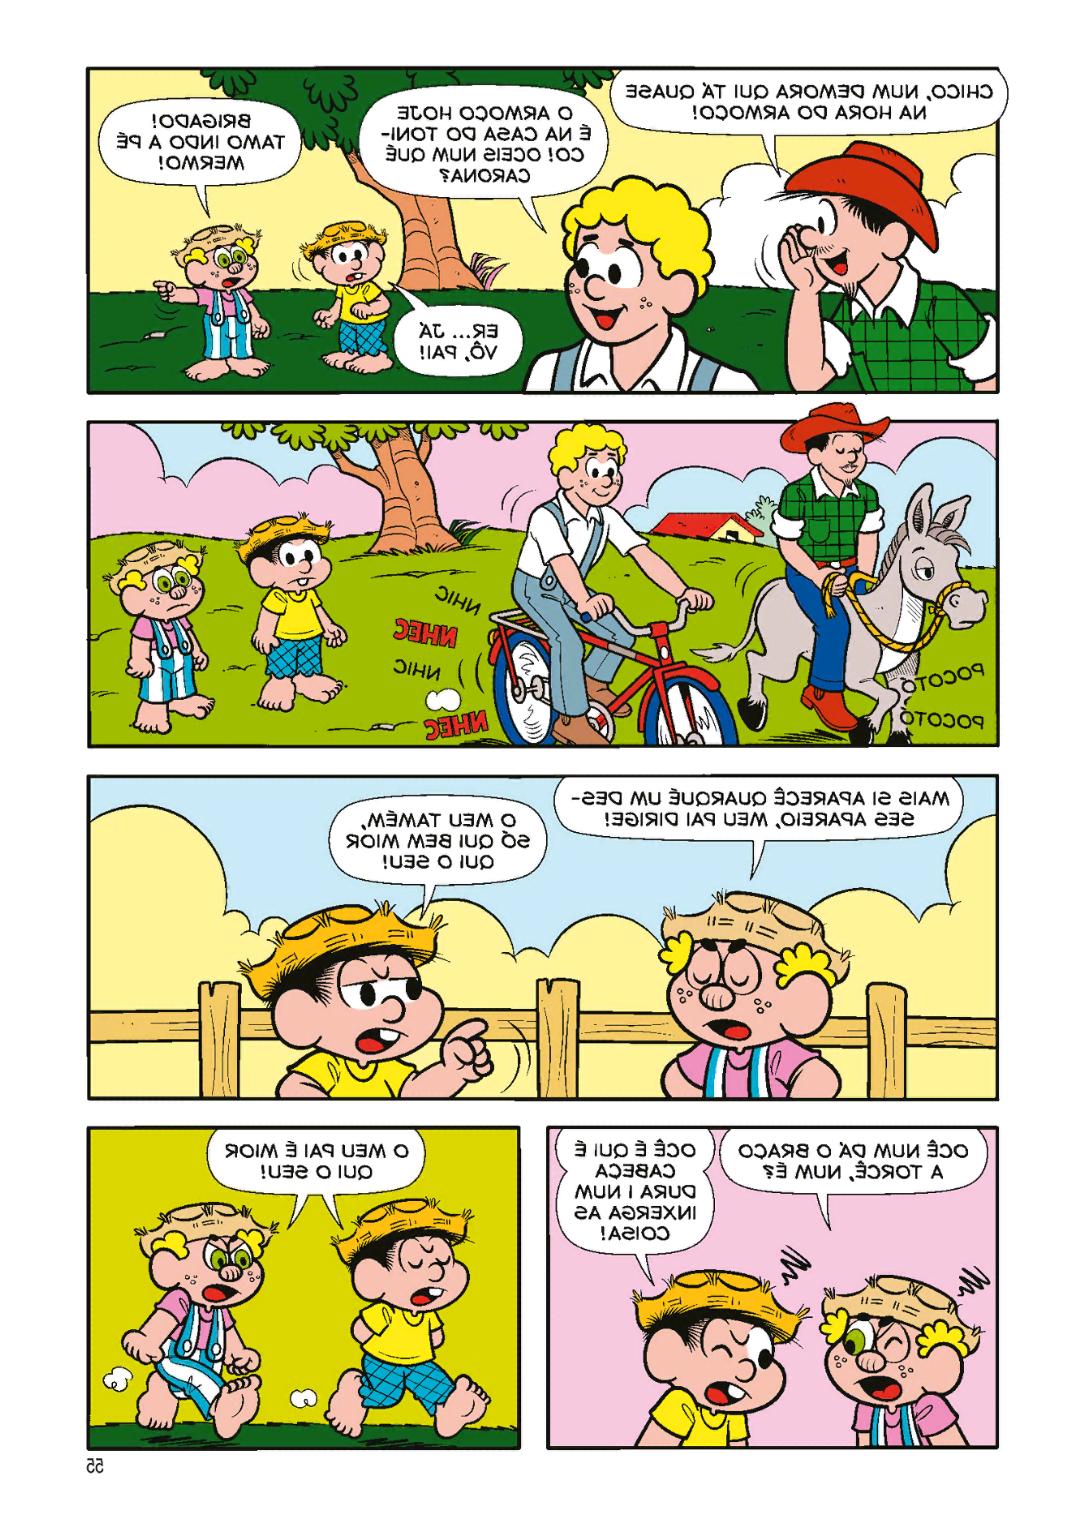 CHICO, NUM DEMORA QUI TÁ QUASE
NA HORA DO ARMOÇO!
O ARMOÇO HOJE
É NA CASA DO TONI-
CO! OCEIS NUM QUÉ
CARONA?
ER... JÁ
VÔ, PAI!
BRIGADO!
TAMO INDO A PÉ
MERMO!
POCOTÓ
POCOTÓ
NHIC
NHEC
NHIC
NHEC
MAIS SI APARECÊ QUARQUÉ UM DES-
SES APAREIO, MEU PAI DIRIGE!
O MEU TAMÉM,
SÓ QUI BEM MIOR
QUI O SEU!
OCÊ NUM DÁ O BRAÇO
A TORCÊ, NUM É?
OCÊ É QUI É
CABEÇA
DURA I NUM
INXERGA AS
COISA!
O MEU PAI É MIOR
QUI O SEU!
55